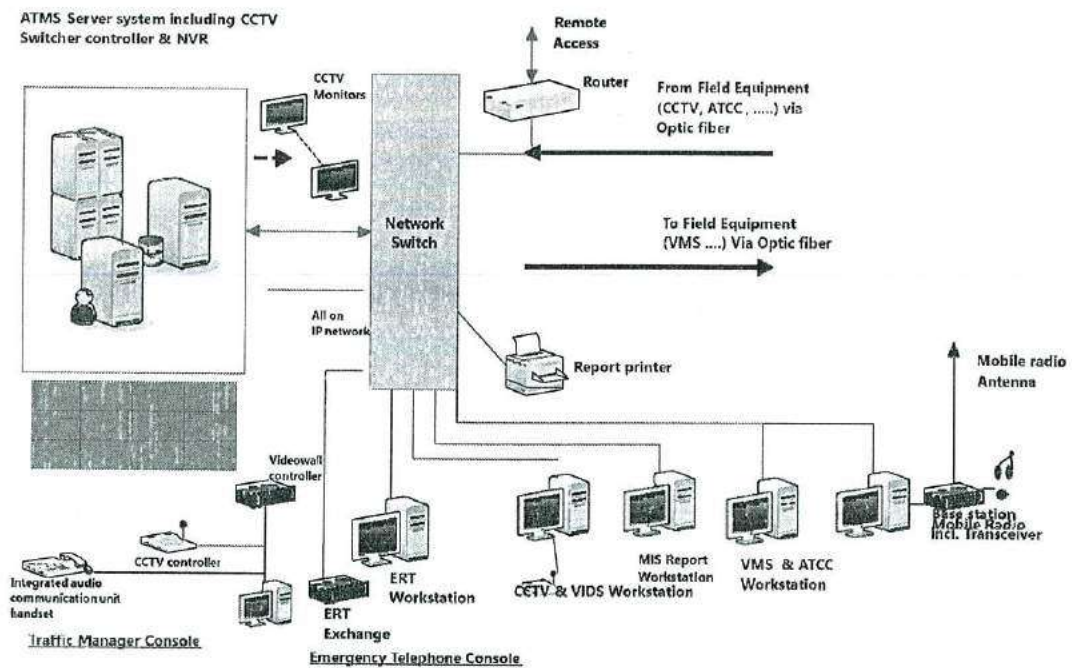 ATMS Server system including CCTV
Switcher controller & NVR
Remote
Access
CCTV
Monitors
Router
From Field Equipment
(CCTV, ATCC, .....) via
Optic fiber
Network
Switch
To Field Equipment
(VMS ....) Via Optic fiber
All on
IP network
Report printer
Mobile radio
Antenna
Videowall
controller
CCTV controller
Integrated audio
communication unit
handset
Traffic Manager Console
ERT
Workstation
ERT
Exchange
Emergency Telephone Console
CCTV & VIDS Workstation
MIS Report
Workstation
VMS & ATCC
Workstation
Base station
Mobile Radio
Incl. Transceiver